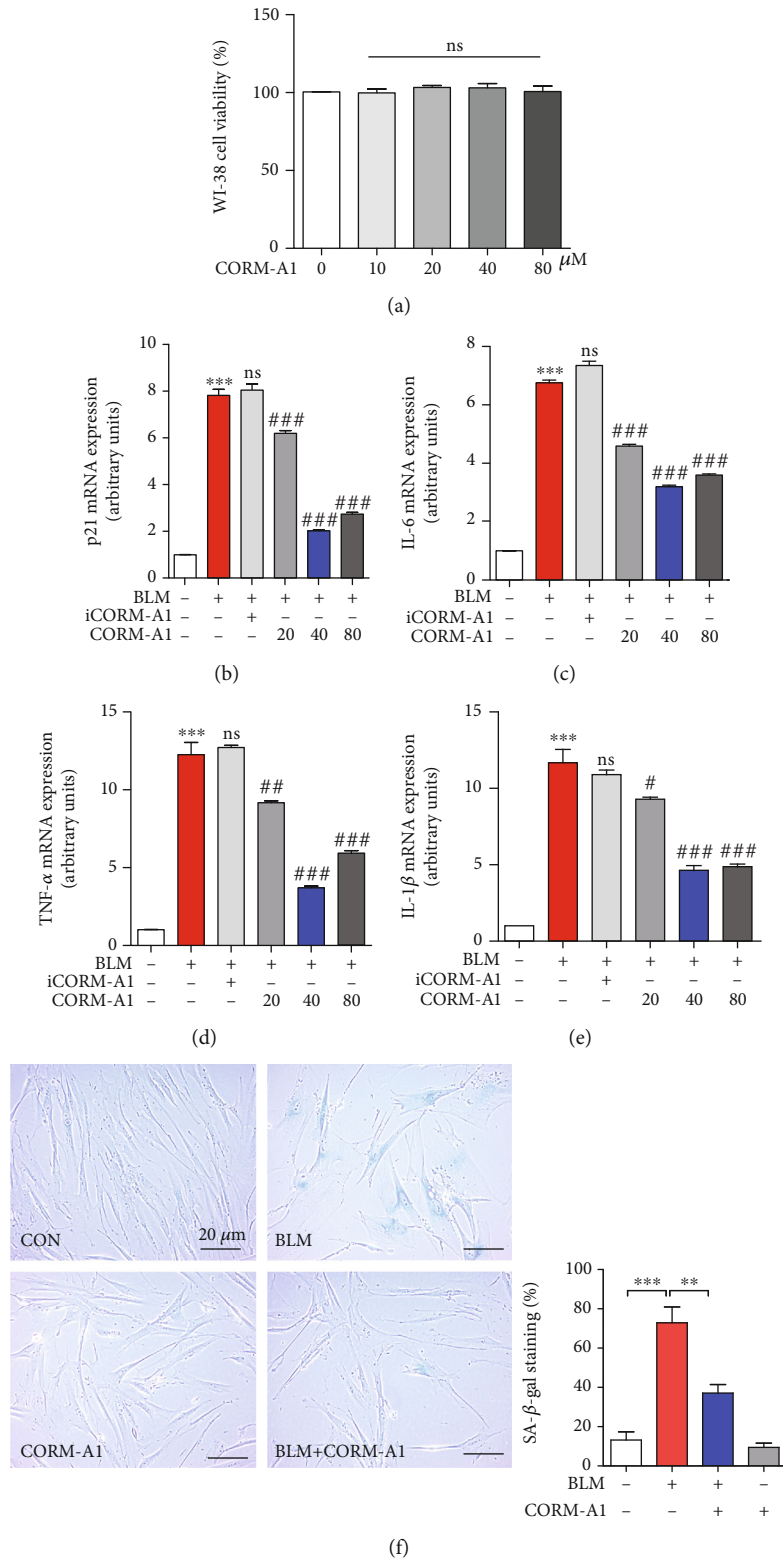 ns
WI-38 cell viability (%)
150
100
50
0
CORM-A1 0 10 20 40 80 μM
(a)
p21 mRNA expression
(arbitrary units)
10
8
6
4
2
0
*** ns ### ### ###
BLM – + + + + +
iCORM-A1 – – + – – –
CORM-A1 – – – 20 40 80
(b)
IL-6 mRNA expression
(arbitrary units)
8
6
4
2
0
*** ns ### ### ###
BLM – + + + + +
iCORM-A1 – – + – – –
CORM-A1 – – – 20 40 80
(c)
TNF-α mRNA expression
(arbitrary units)
15
10
5
0
*** ns ## ### ###
BLM – + + + + +
iCORM-A1 – – + – – –
CORM-A1 – – – 20 40 80
(d)
IL-1β mRNA expression
(arbitrary units)
15
10
5
0
*** ns # ### ###
BLM – + + + + +
iCORM-A1 – – + – – –
CORM-A1 – – – 20 40 80
(e)
CON
20 μm
BLM
CORM-A1
BLM+CORM-A1
SA-β-gal staining (%)
100
80
60
40
20
0
*** **
BLM – + + –
CORM-A1 – – + +
(f)